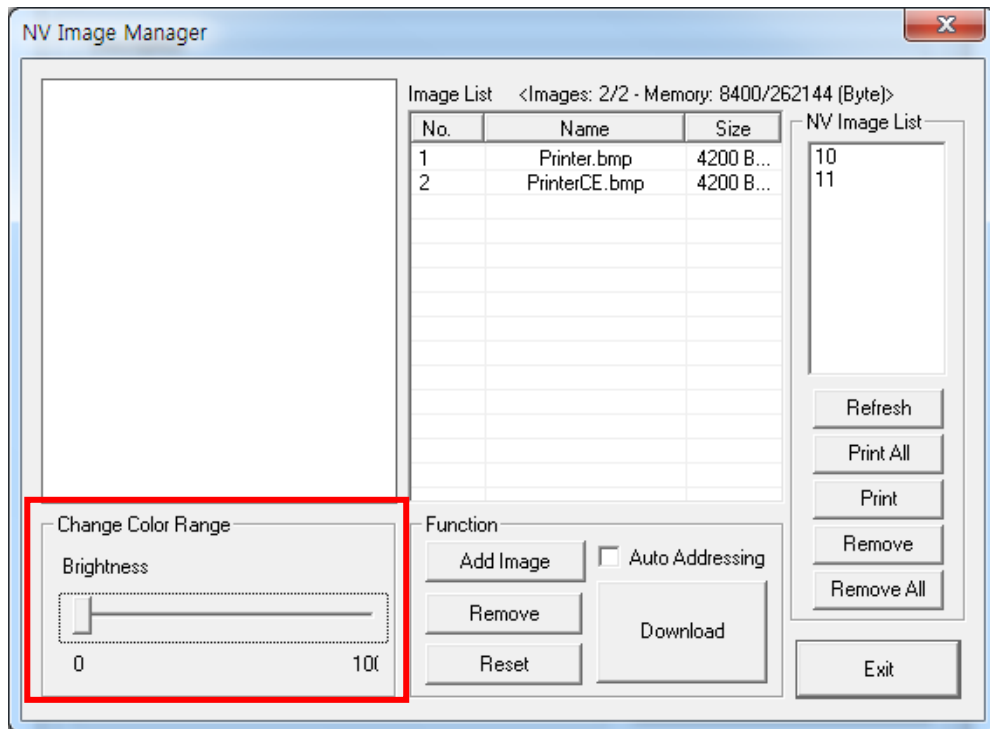 NV Image Manager
Image List <Images: 2/2 - Memory: 8400/262144 (Byte)>
No. Name Size
1 Printer.bmp 4200 B...
2 PrinterCE.bmp 4200 B...
NV Image List
10
11
Refresh
Print All
Print
Remove
Remove All
Exit
Change Color Range
Brightness
0 10(
Function
Add Image
Auto Addressing
Remove
Download
Reset